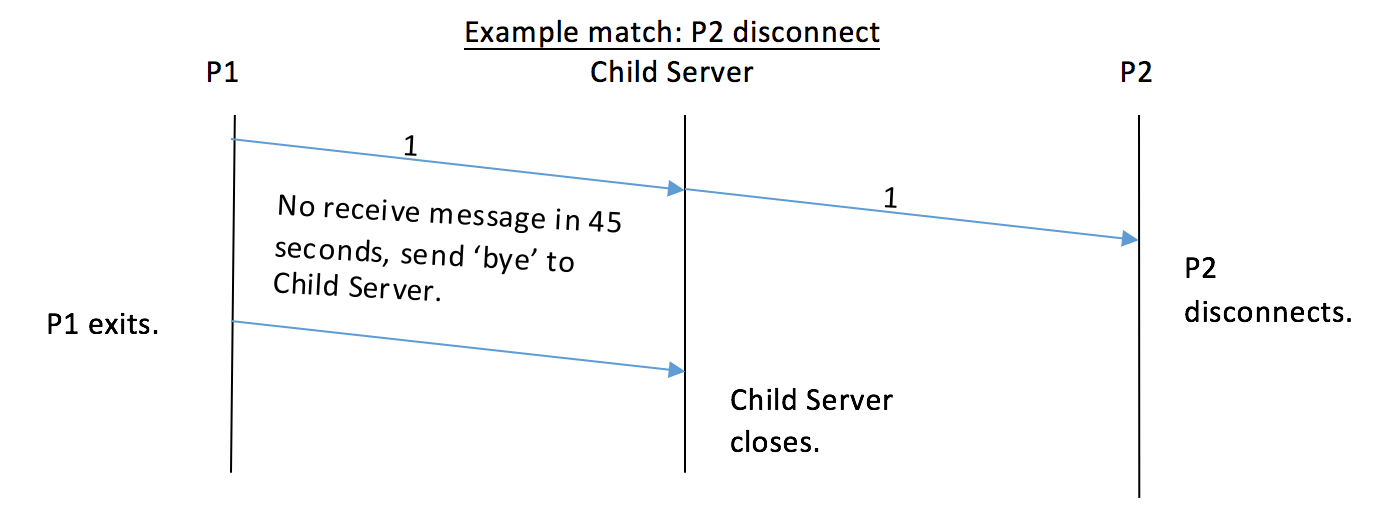 Example match: P2 disconnect
P1
Child Server
P2
1
1
No receive message in 45
seconds, send ‘bye’ to
Child Server.
P2
disconnects.
P1 exits.
Child Server
closes.